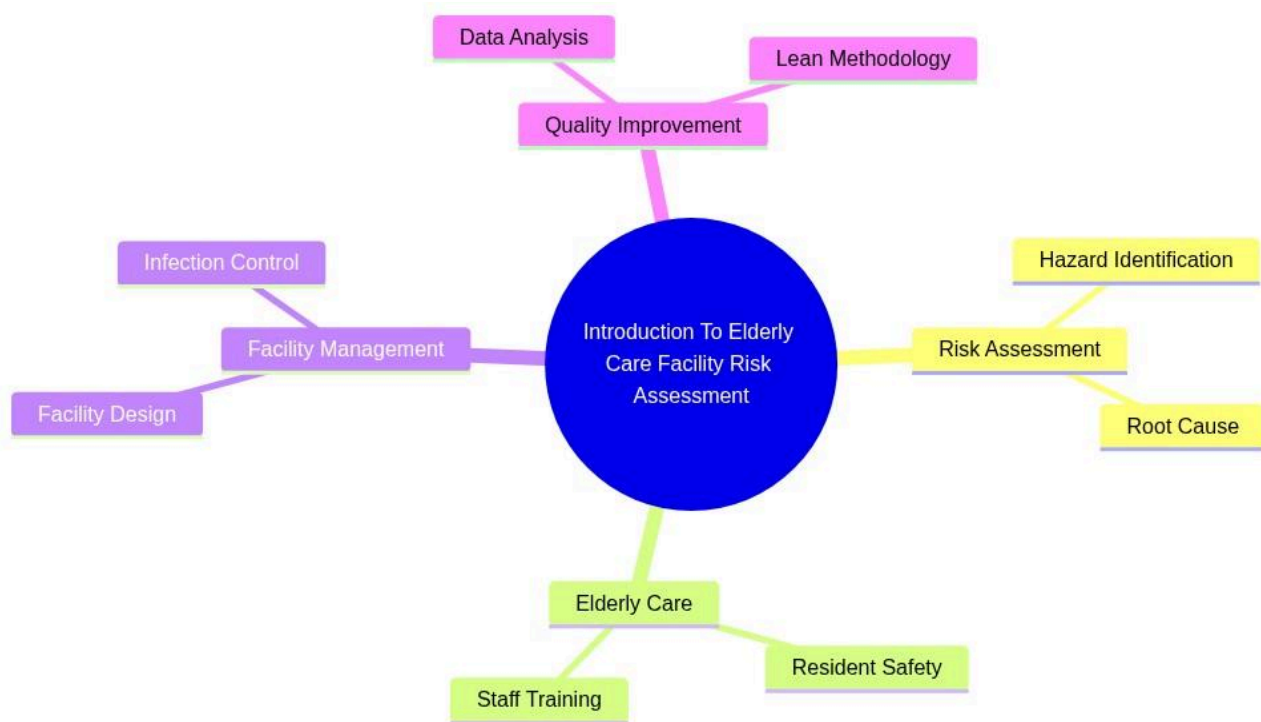 Data Analysis
Lean Methodology
Quality Improvement
Infection Control
Hazard Identification
Introduction To Elderly
Care Facility Risk
Assessment
Facility Management
Risk Assessment
Facility Design
Root Cause
Elderly Care
Resident Safety
Staff Training